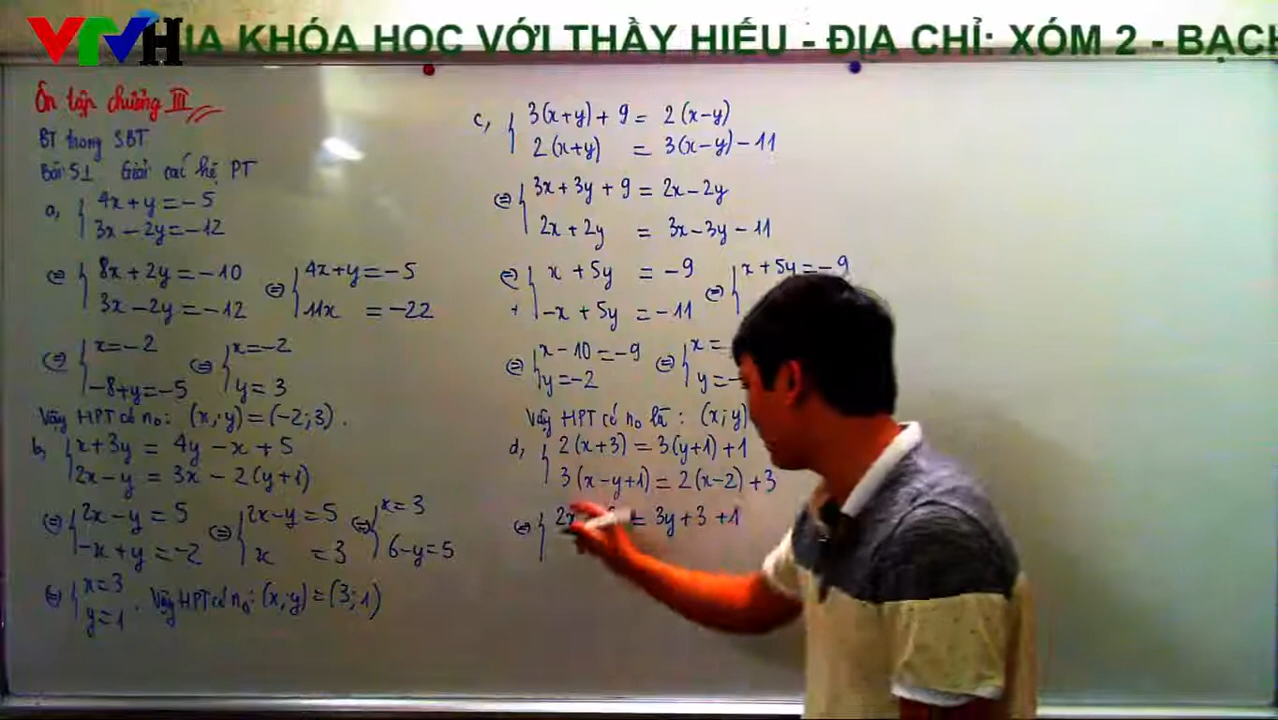 VTVH
IA KHÓA HỌC VỚI THẦY HIẾU - ĐỊA CHỈ: XÓM 2 - BẠCH
Ôn tập chương III
BT trong SBT
Bài 51 Giải các hệ PT
a, { 4x+y=-5
3x-2y=-12
(=) { 8x+2y=-10
3x-2y=-12
(=) { 4x+y=-5
11x =-22
(=) { x=-2
-8+y=-5
(=) { x=-2
y=3
Vậy HPT có n0: (x;y)=(-2;3).
b, { x+3y = 4y-x+5
2x-y = 3x-2(y+1)
(=) { 2x-y = 5
-x+y = -2
(=) { 2x-y=5
x =3
(=) { x=3
6-y=5
(=) { x=3
y=1 . Vậy HPT có n0: (x;y)=(3;1)
c, { 3(x+y)+9 = 2(x-y)
2(x+y) = 3(x-y)-11
(=) { 3x+3y+9 = 2x-2y
2x+2y = 3x-3y-11
(=) { x+5y = -9
+ -x+5y = -11
(=) { x+5y=-9
(=) { x-10=-9
y=-2
(=) { x=
y=-
Vậy HPT có n0 là: (x;y)
d, { 2(x+3) = 3(y+1)+1
3(x-y+1) = 2(x-2)+3
(=) { 2x = 3y+3+1